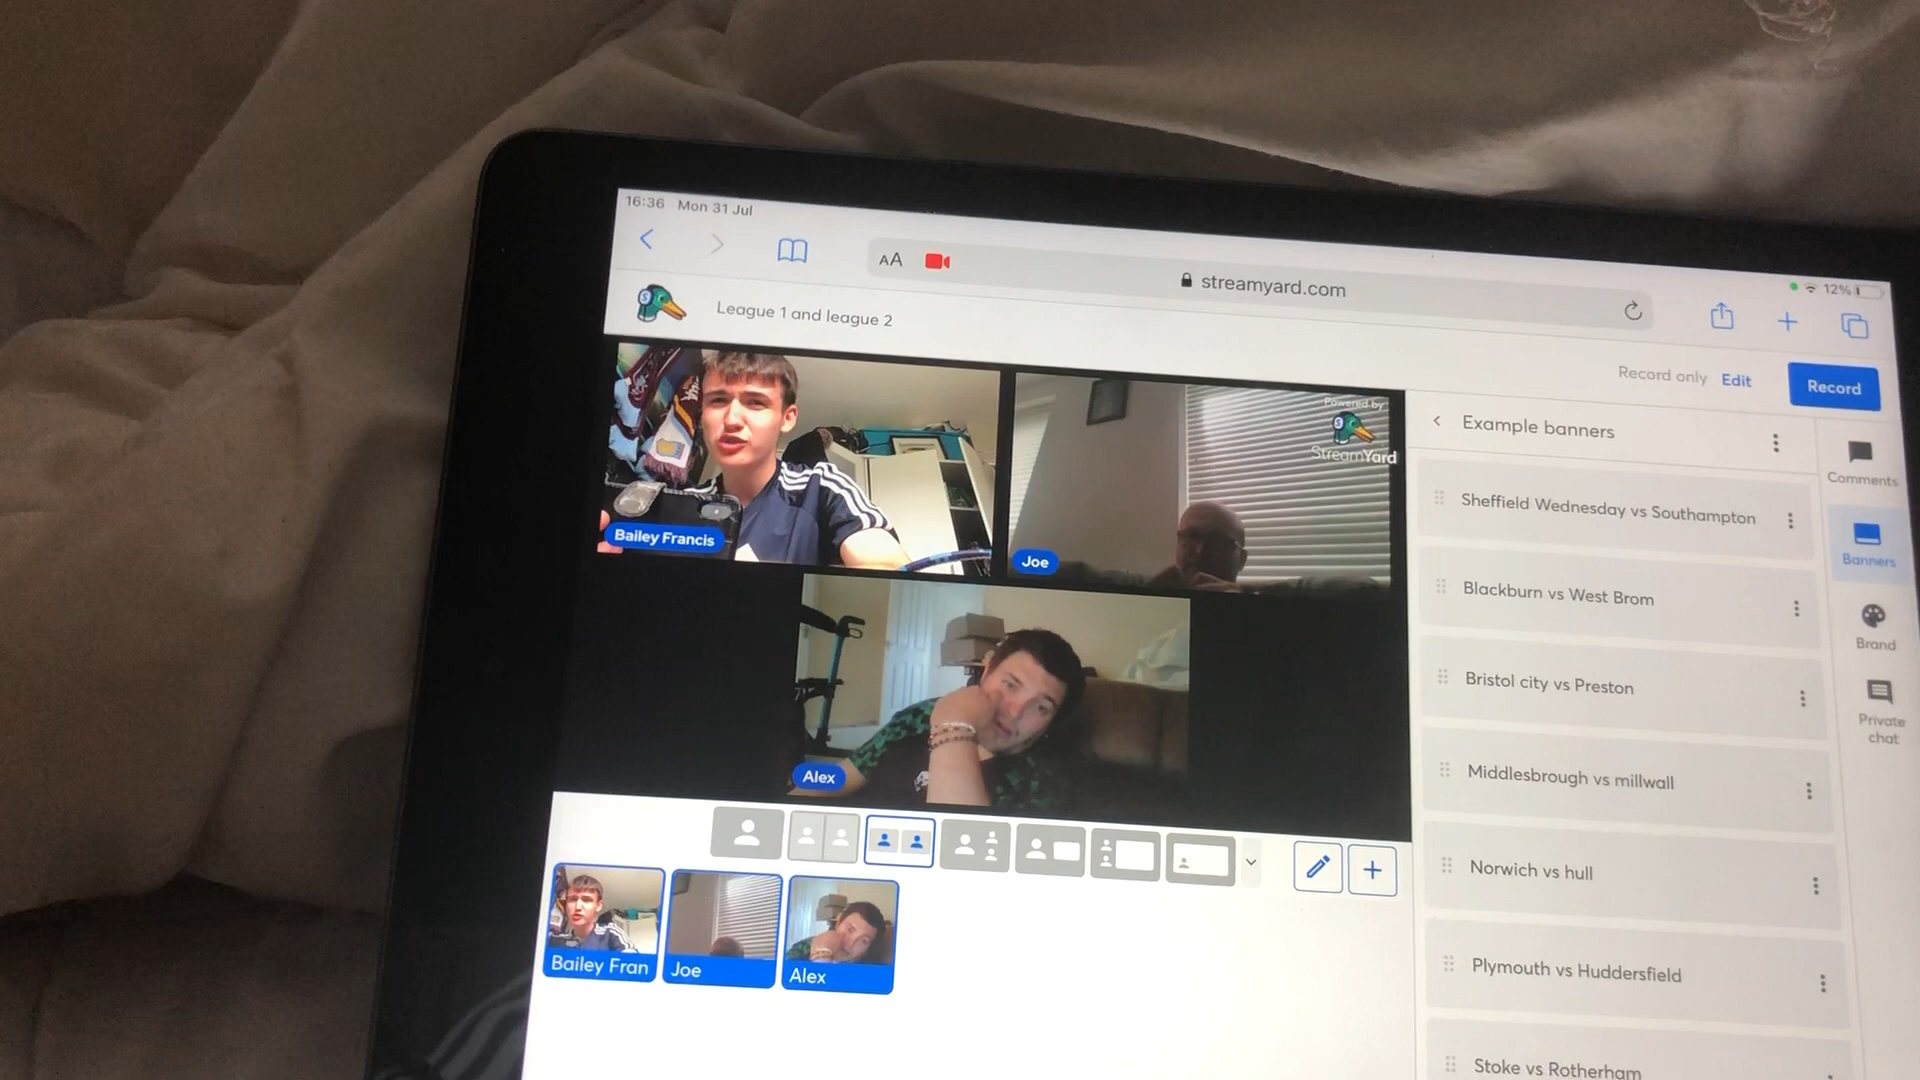 16:36 Mon 31 Jul
AA
streamyard.com
12%
League 1 and league 2
Record only Edit
Record
Bailey Francis
Joe
Powered by
StreamYard
Alex
Bailey Fran
Joe
Alex
Example banners
Sheffield Wednesday vs Southampton
Blackburn vs West Brom
Bristol city vs Preston
Middlesbrough vs millwall
Norwich vs hull
Plymouth vs Huddersfield
Stoke vs Rotherham
Comments
Banners
Brand
Private
chat